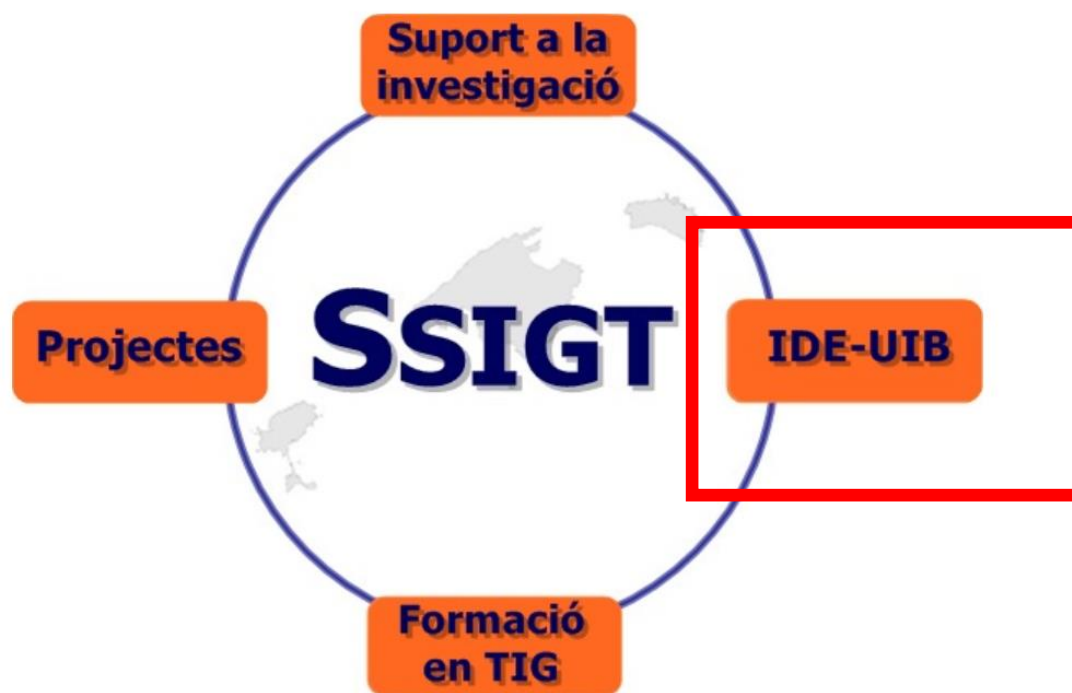 Suport a la
investigació
Projectes
SSIGT
IDE-UIB
Formació
en TIG